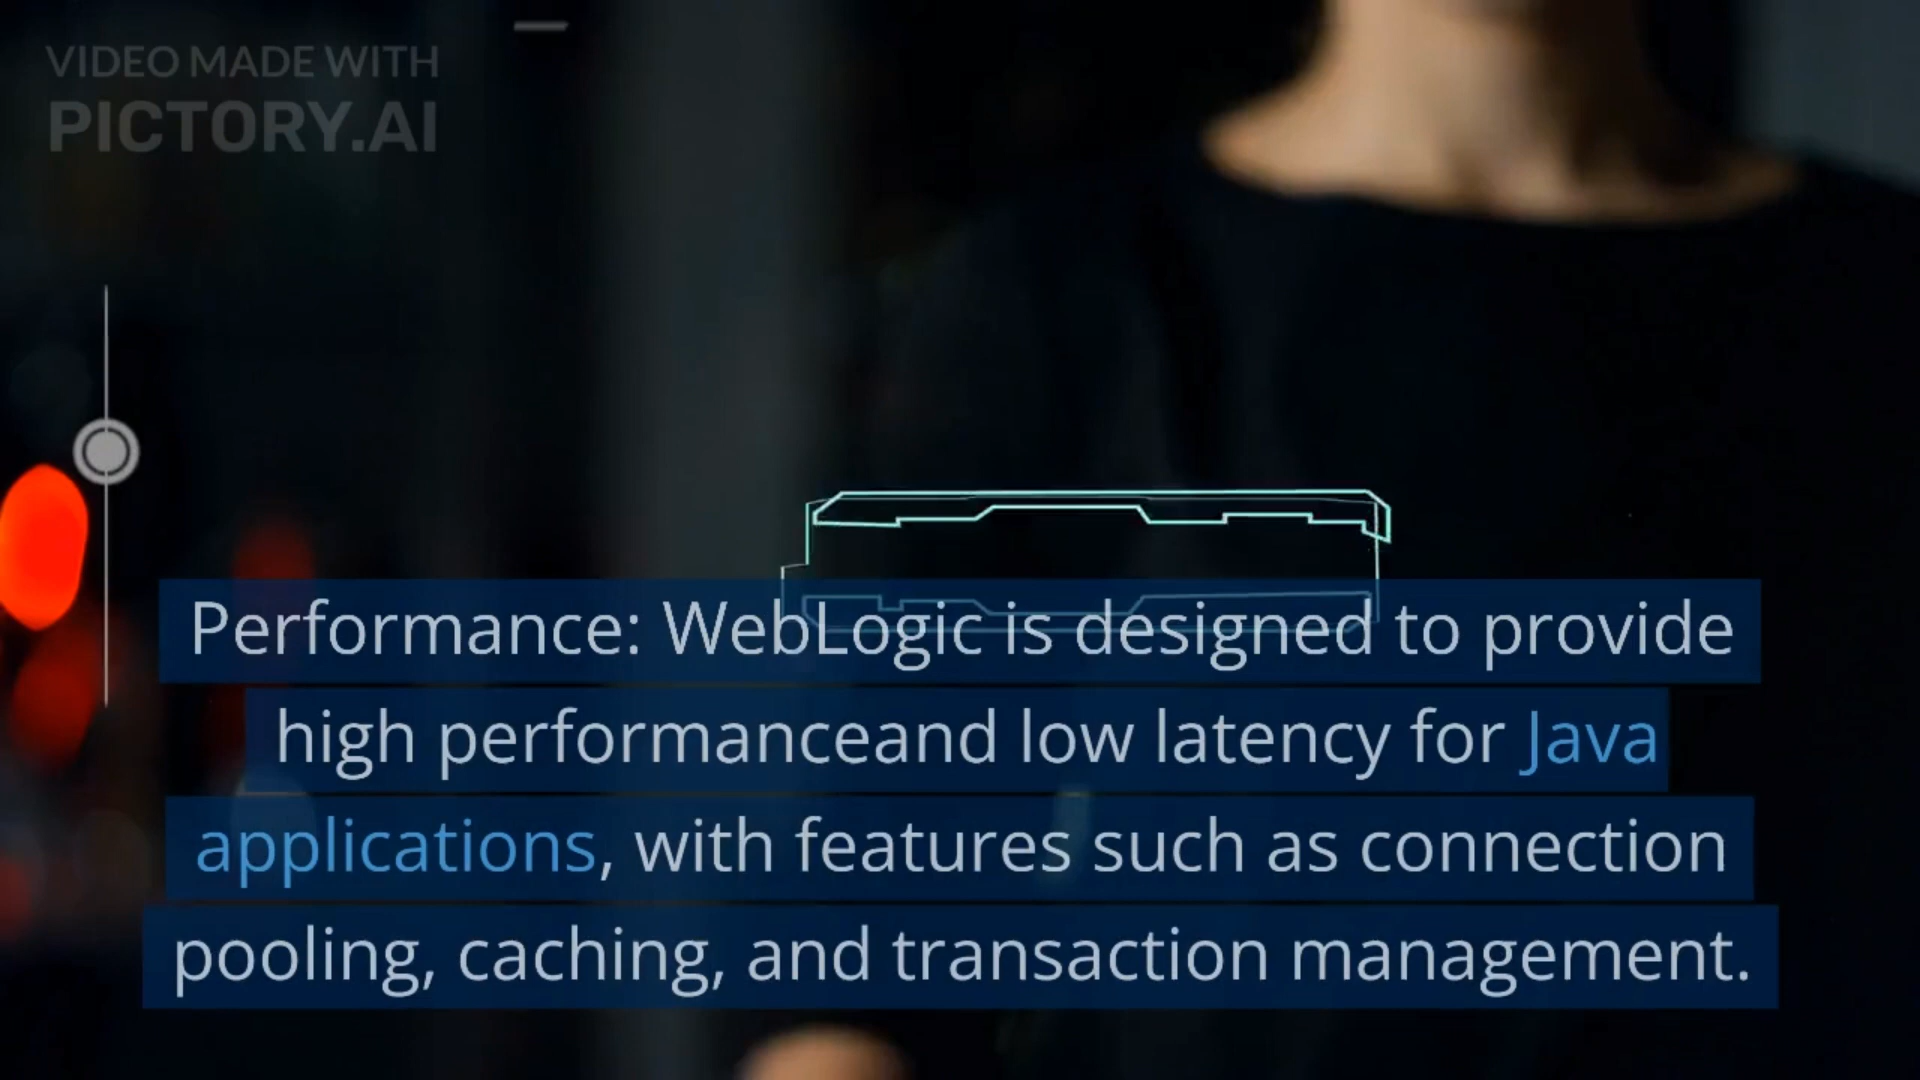 VIDEO MADE WITH
PICTORY.AI
Performance: WebLogic is designed to provide
high performanceand low latency for Java
applications, with features such as connection
pooling, caching, and transaction management.